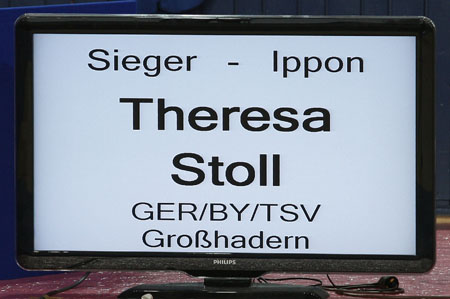 Sieger - Ippon
Theresa
Stoll
GER/BY/TSV
Großhadern
PHILIPS